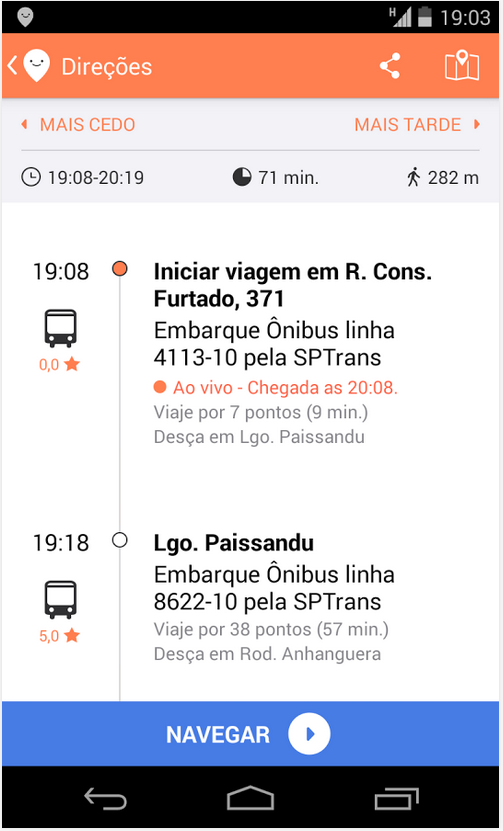 H 19:03
Direções
MAIS CEDO MAIS TARDE
19:08-20:19 71 min. 282 m
19:08 Iniciar viagem em R. Cons.
Furtado, 371
Embarque Ônibus linha
4113-10 pela SPTrans
0,0
Ao vivo - Chegada as 20:08.
Viaje por 7 pontos (9 min.)
Desça em Lgo. Paissandu
19:18 Lgo. Paissandu
Embarque Ônibus linha
8622-10 pela SPTrans
5,0
Viaje por 38 pontos (57 min.)
Desça em Rod. Anhanguera
NAVEGAR